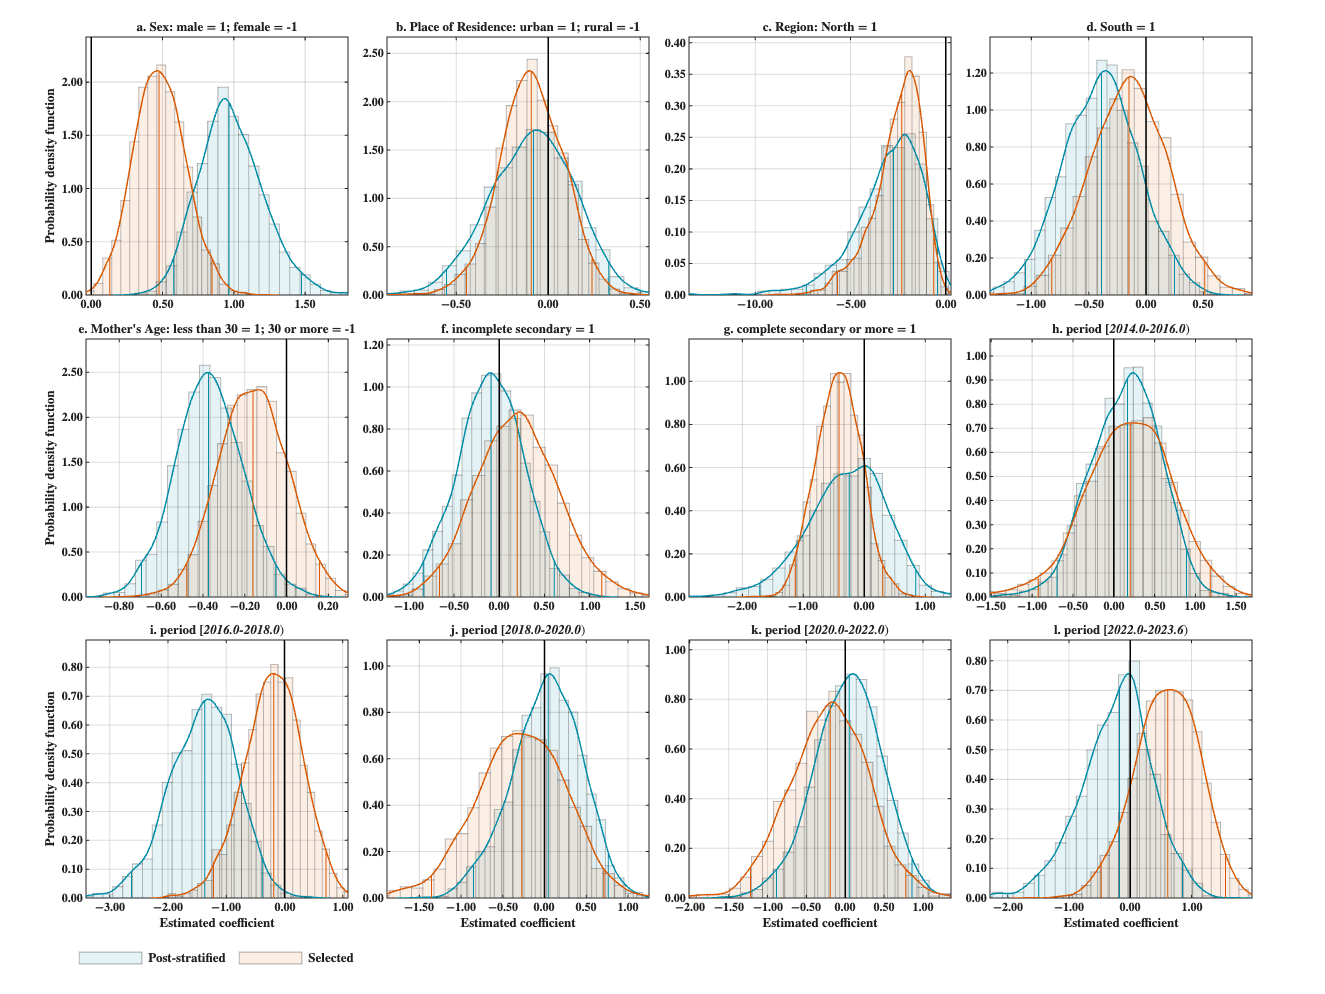 a. Sex: male = 1; female = -1
b. Place of Residence: urban = 1; rural = -1
c. Region: North = 1
d. South = 1
Probability density function
2.00
1.50
1.00
0.50
0.00
0.00 0.50 1.00 1.50
2.50
2.00
1.50
1.00
0.50
0.00
−0.50 0.00 0.50
0.40
0.35
0.30
0.25
0.20
0.15
0.10
0.05
0.00
−10.00 −5.00 0.00
1.20
1.00
0.80
0.60
0.40
0.20
0.00
−1.00 −0.50 0.00 0.50
e. Mother's Age: less than 30 = 1; 30 or more = -1
f. incomplete secondary = 1
g. complete secondary or more = 1
h. period [2014.0-2016.0)
Probability density function
2.50
2.00
1.50
1.00
0.50
0.00
−0.80 −0.60 −0.40 −0.20 0.00 0.20
1.20
1.00
0.80
0.60
0.40
0.20
0.00
−1.00 −0.50 0.00 0.50 1.00 1.50
1.00
0.80
0.60
0.40
0.20
0.00
−2.00 −1.00 0.00 1.00
1.00
0.90
0.80
0.70
0.60
0.50
0.40
0.30
0.20
0.10
0.00
−1.50 −1.00 −0.50 0.00 0.50 1.00 1.50
i. period [2016.0-2018.0)
j. period [2018.0-2020.0)
k. period [2020.0-2022.0)
l. period [2022.0-2023.6)
Probability density function
0.80
0.70
0.60
0.50
0.40
0.30
0.20
0.10
0.00
−3.00 −2.00 −1.00 0.00 1.00
Estimated coefficient
1.00
0.80
0.60
0.40
0.20
0.00
−1.50 −1.00 −0.50 0.00 0.50 1.00
Estimated coefficient
1.00
0.80
0.60
0.40
0.20
0.00
−2.00 −1.50 −1.00 −0.50 0.00 0.50 1.00
Estimated coefficient
0.80
0.70
0.60
0.50
0.40
0.30
0.20
0.10
0.00
−2.00 −1.00 0.00 1.00
Estimated coefficient
Post-stratified Selected